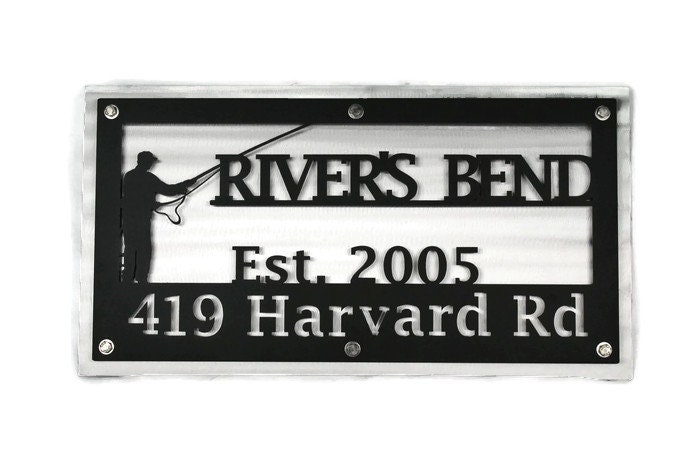 RIVER'S BEND
Est. 2005
419 Harvard Rd